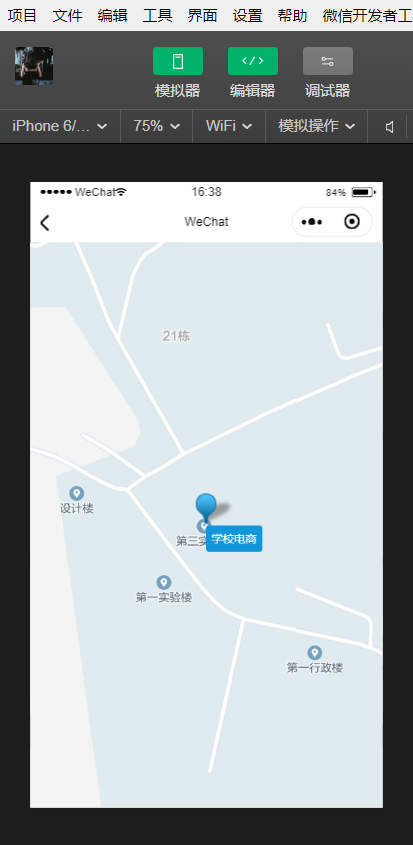 项目 文件 编辑 工具 界面 设置 帮助 微信开发者工
模拟器 编辑器 调试器
iPhone 6/... 75% WiFi 模拟操作
WeChat 16:38 84%
WeChat
21栋
设计楼
第三实
学校电商
第一实验楼
第一行政楼